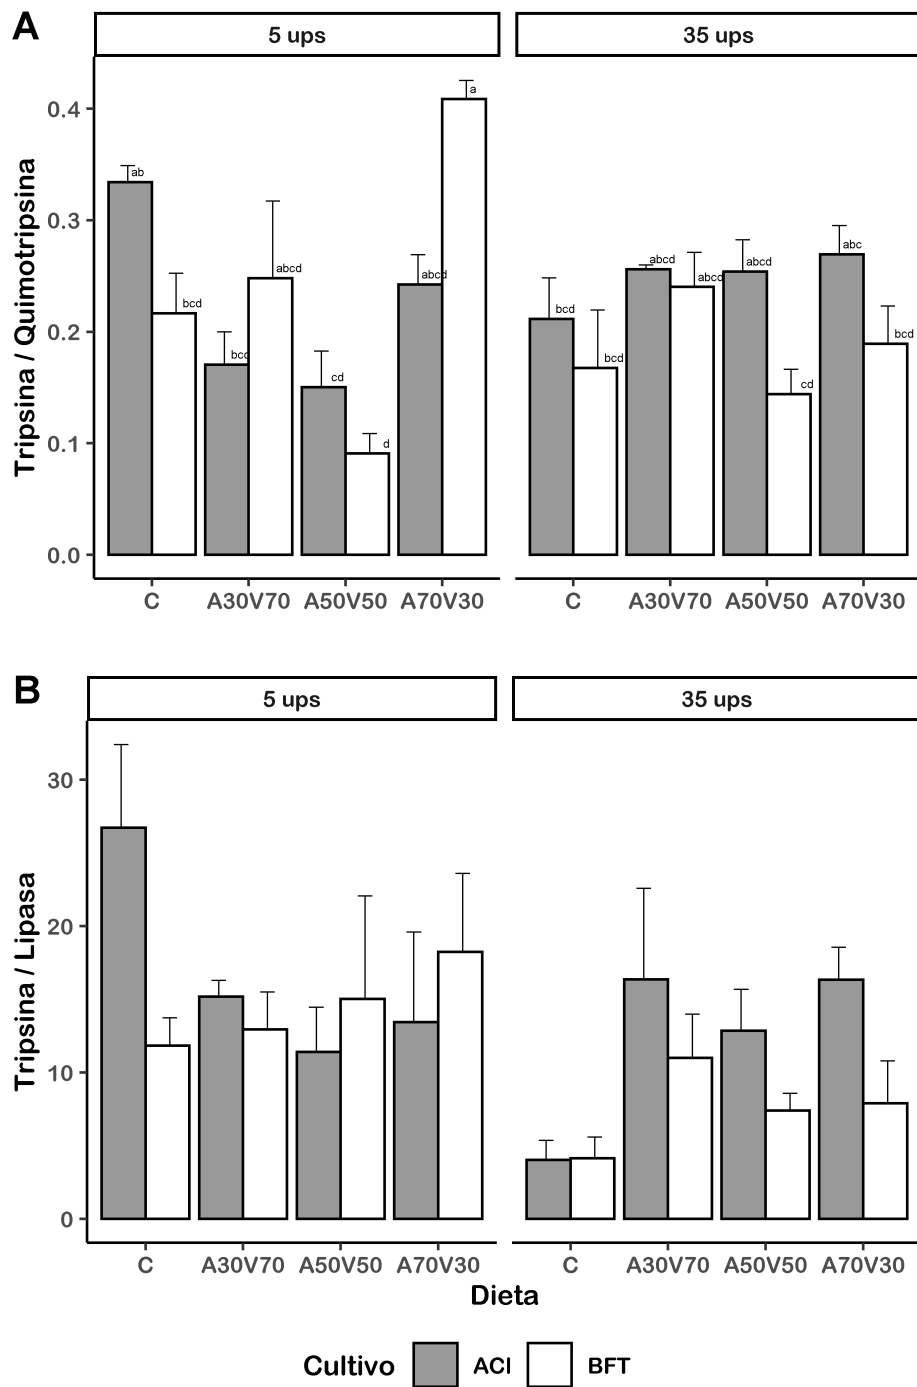 A
5 ups
35 ups
Tripsina / Quimotripsina
0.4
0.3
0.2
0.1
0.0
ab
bcd
bcd
abcd
cd
d
abcd
a
bcd
bcd
abcd
abcd
abcd
cd
abc
bcd
C A30V70 A50V50 A70V30
C A30V70 A50V50 A70V30
B
5 ups
35 ups
Tripsina / Lipasa
30
20
10
0
C A30V70 A50V50 A70V30
C A30V70 A50V50 A70V30
Dieta
Cultivo ACI BFT